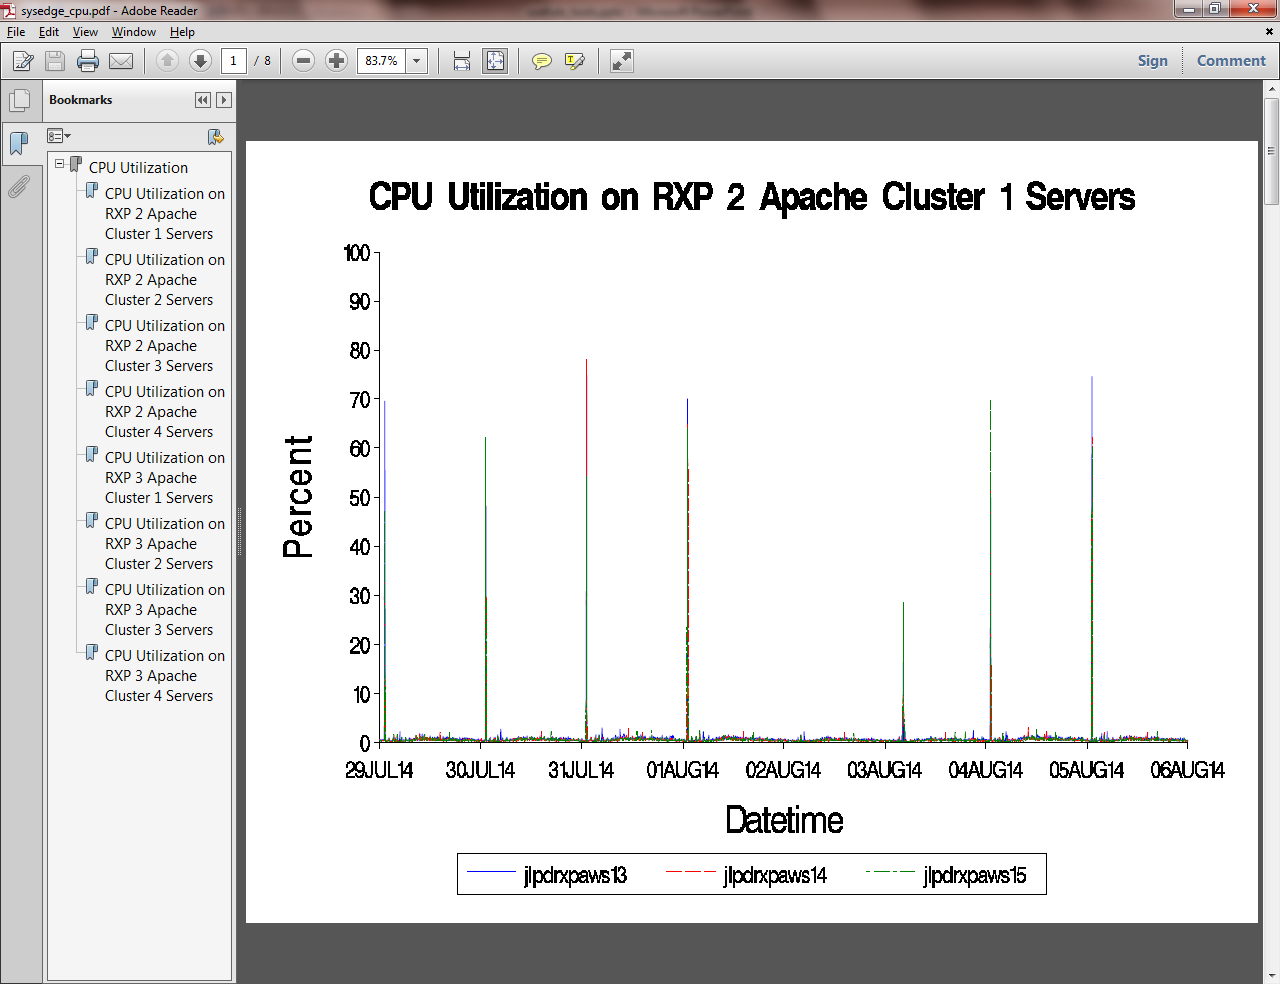 sysedge_cpu.pdf - Adobe Reader
File Edit View Window Help
1 / 8 83.7% Sign Comment
Bookmarks
CPU Utilization
CPU Utilization on
RXP 2 Apache
Cluster 1 Servers
CPU Utilization on
RXP 2 Apache
Cluster 2 Servers
CPU Utilization on
RXP 2 Apache
Cluster 3 Servers
CPU Utilization on
RXP 2 Apache
Cluster 4 Servers
CPU Utilization on
RXP 3 Apache
Cluster 1 Servers
CPU Utilization on
RXP 3 Apache
Cluster 2 Servers
CPU Utilization on
RXP 3 Apache
Cluster 3 Servers
CPU Utilization on
RXP 3 Apache
Cluster 4 Servers
CPU Utilization on RXP 2 Apache Cluster 1 Servers
Percent
100
90
80
70
60
50
40
30
20
10
0
29JUL14 30JUL14 31JUL14 01AUG14 02AUG14 03AUG14 04AUG14 05AUG14 06AUG14
Datetime
jlpdrxpaws13 jlpdrxpaws14 jlpdrxpaws15